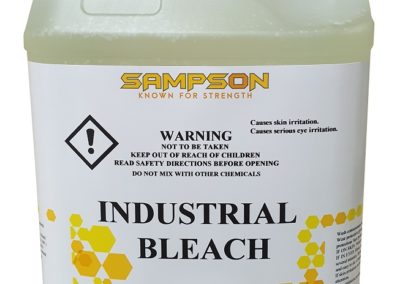 SAMPSON
KNOWN FOR STRENGTH
Causes skin irritation.
Causes serious eye irritation.
WARNING
NOT TO BE TAKEN
KEEP OUT OF REACH OF CHILDREN
READ SAFETY DIRECTIONS BEFORE OPENING
DO NOT MIX WITH OTHER CHEMICALS
INDUSTRIAL
BLEACH